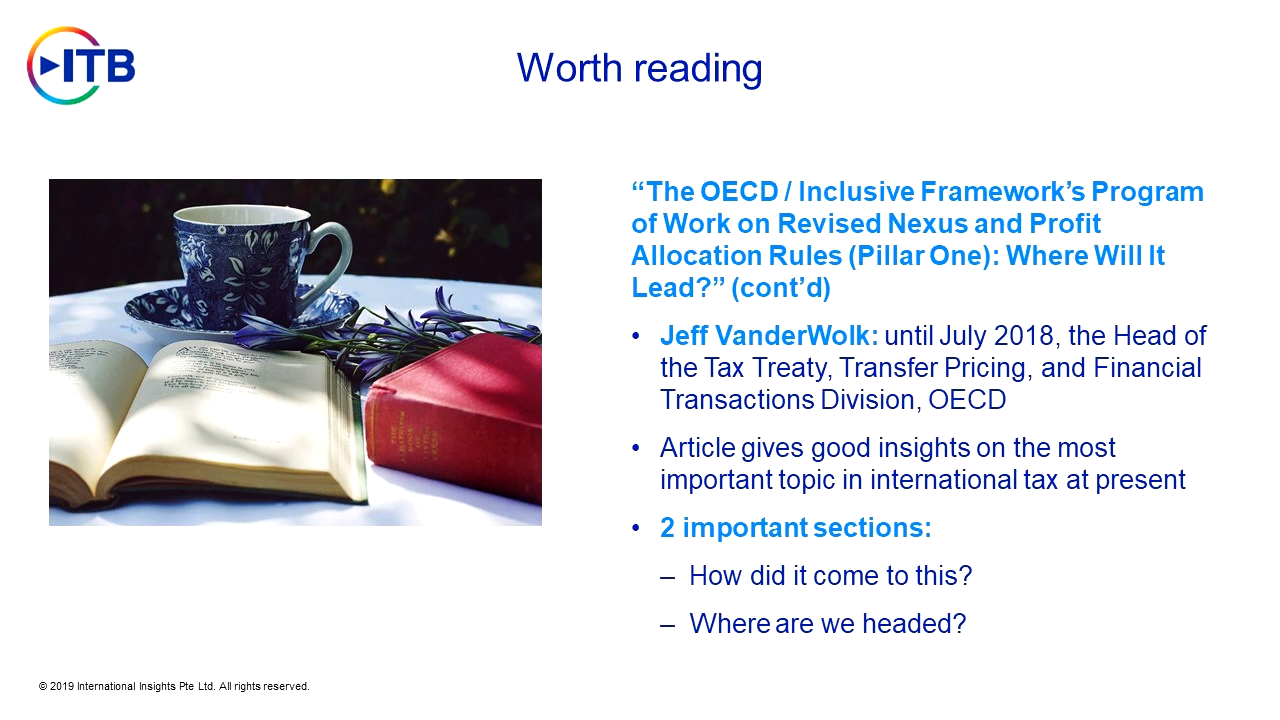 ITB
Worth reading
“The OECD / Inclusive Framework’s Program
of Work on Revised Nexus and Profit
Allocation Rules (Pillar One): Where Will It
Lead?” (cont’d)
• Jeff VanderWolk: until July 2018, the Head of
the Tax Treaty, Transfer Pricing, and Financial
Transactions Division, OECD
• Article gives good insights on the most
important topic in international tax at present
• 2 important sections:
– How did it come to this?
– Where are we headed?
© 2019 International Insights Pte Ltd. All rights reserved.